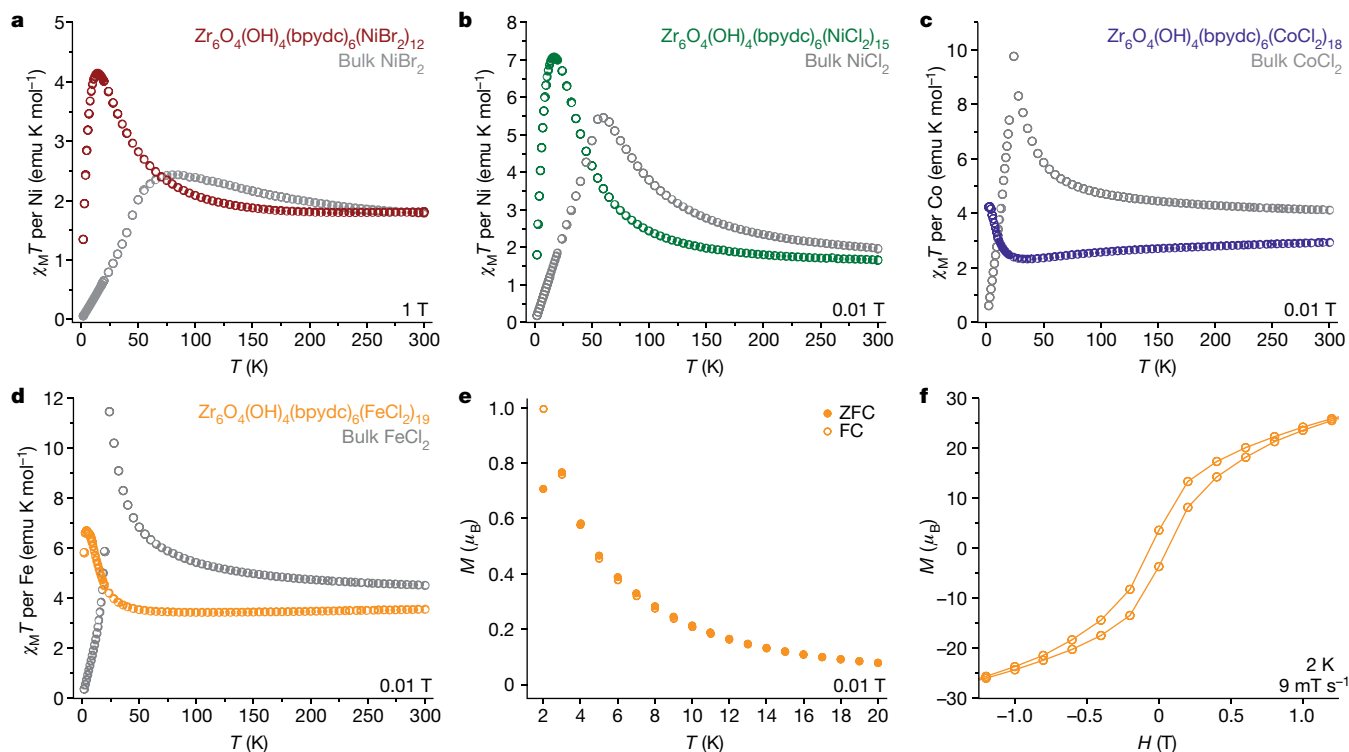 a
Zr₆O₄(OH)₄(bpydc)₆(NiBr₂)₁₂
Bulk NiBr₂
χ_MT per Ni (emu K mol⁻¹)
5
4
3
2
1
0
1 T
0 50 100 150 200 250 300
T (K)
b
Zr₆O₄(OH)₄(bpydc)₆(NiCl₂)₁₅
Bulk NiCl₂
χ_MT per Ni (emu K mol⁻¹)
8
7
6
5
4
3
2
1
0
0.01 T
0 50 100 150 200 250 300
T (K)
c
Zr₆O₄(OH)₄(bpydc)₆(CoCl₂)₁₈
Bulk CoCl₂
χ_MT per Co (emu K mol⁻¹)
10
8
6
4
2
0
0.01 T
0 50 100 150 200 250 300
T (K)
d
Zr₆O₄(OH)₄(bpydc)₆(FeCl₂)₁₉
Bulk FeCl₂
χ_MT per Fe (emu K mol⁻¹)
12
10
8
6
4
2
0
0.01 T
0 50 100 150 200 250 300
T (K)
e
ZFC
FC
M (μ_B)
1.0
0.8
0.6
0.4
0.2
0
0.01 T
2 4 6 8 10 12 14 16 18 20
T (K)
f
M (μ_B)
30
20
10
0
−10
−20
−30
2 K
9 mT s⁻¹
−1.0 −0.5 0 0.5 1.0
H (T)